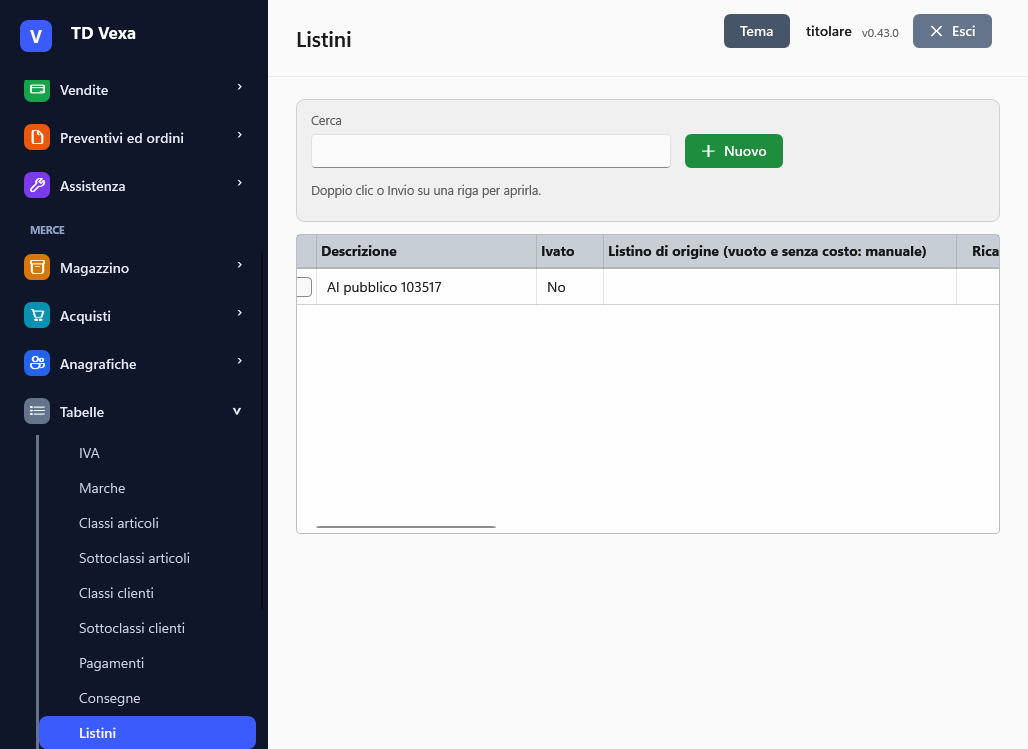 V
TD Vexa
Vendite
Preventivi ed ordini
Assistenza
MERCE
Magazzino
Acquisti
Anagrafiche
Tabelle
IVA
Marche
Classi articoli
Sottoclassi articoli
Classi clienti
Sottoclassi clienti
Pagamenti
Consegne
Listini
Listini
Tema titolare v0.43.0 Esci
Cerca
Nuovo
Doppio clic o Invio su una riga per aprirla.
Descrizione Ivato Listino di origine (vuoto e senza costo: manuale) Rica
Al pubblico 103517 No